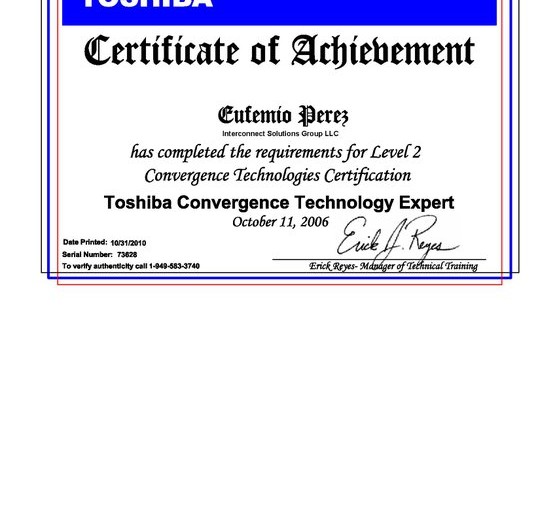 TOSHIBA
Certificate of Achievement
Eufemio Perez
Interconnect Solutions Group LLC
has completed the requirements for Level 2
Convergence Technologies Certification
Toshiba Convergence Technology Expert
October 11, 2006
Erick J. Reyes
Date Printed: 10/31/2010
Serial Number: 73628
To verify authenticity call 1-949-583-3740
Erick Reyes- Manager of Technical Training